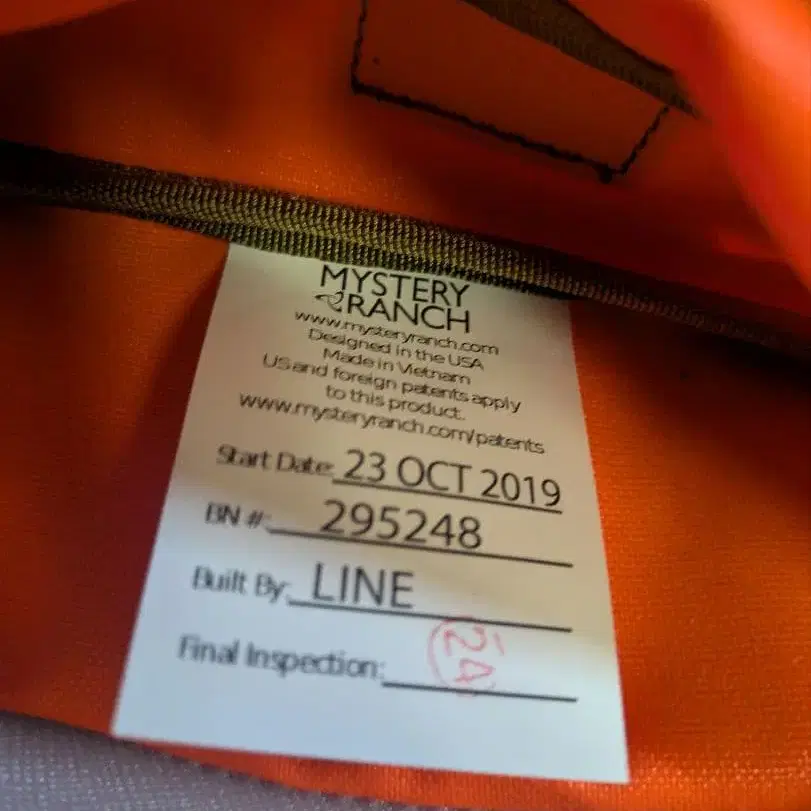 MYSTERY
RANCH
www.mysteryranch.com
Designed in the USA
Made in Vietnam
US and foreign patents apply
to this product.
www.mysteryranch.com/patents
Start Date: 23 OCT 2019
BN #: 295248
Built By: LINE
Final Inspection: 24